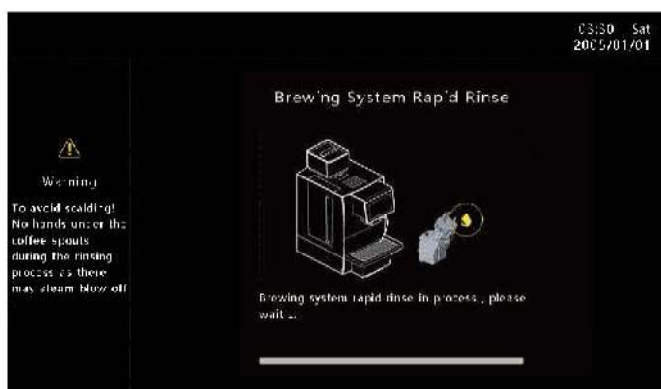 03:30 Sat
2005/01/01
Brewing System Rapid Rinse
Warning
To avoid scalding!
No hands under the
coffee spouts
during the rinsing
process as there
may steam blow off
Brewing system rapid rinse in process , please
wait ...